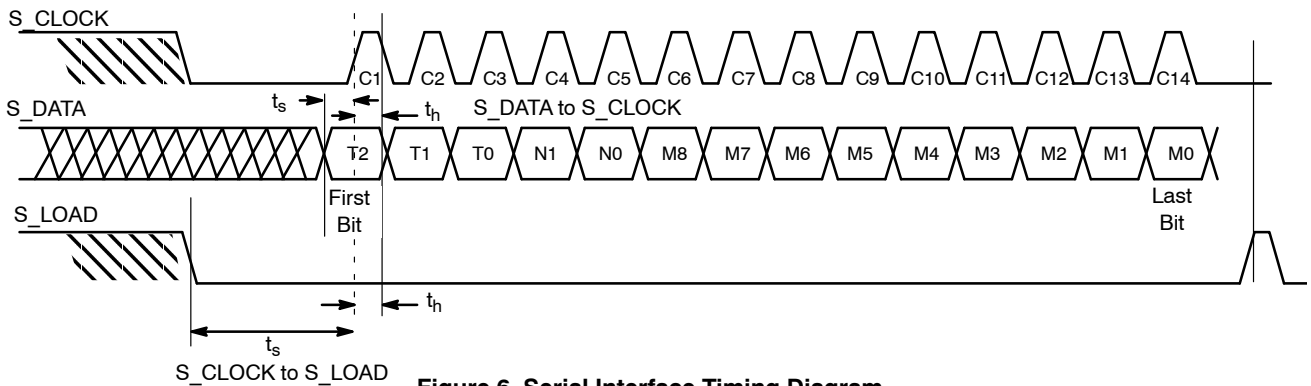 S_CLOCK
C1 C2 C3 C4 C5 C6 C7 C8 C9 C10 C11 C12 C13 C14
ts
S_DATA
th
S_DATA to S_CLOCK
T2 T1 T0 N1 N0 M8 M7 M6 M5 M4 M3 M2 M1 M0
First
Bit
Last
Bit
S_LOAD
th
ts
S_CLOCK to S_LOAD
Figure 6. Serial Interface Timing Diagram